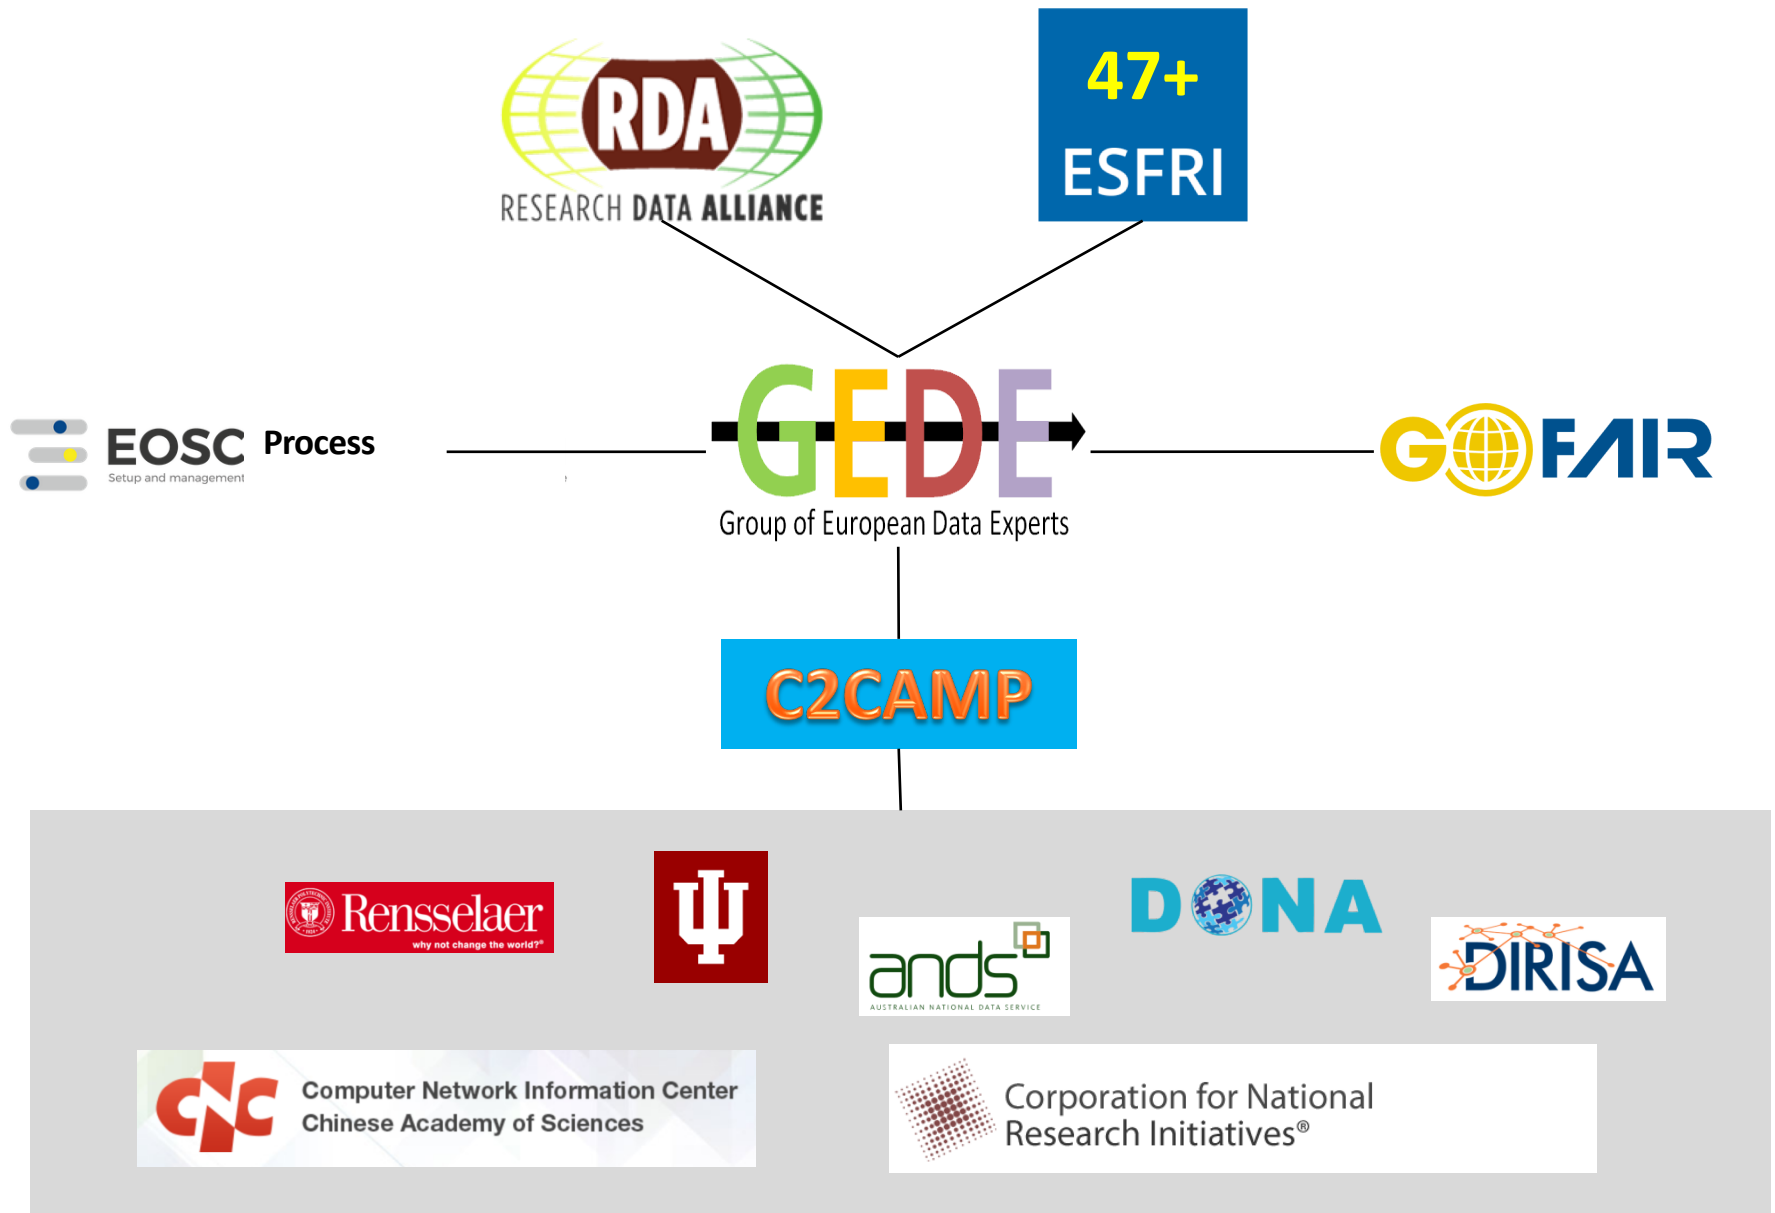 RDA
RESEARCH DATA ALLIANCE
47+
ESFRI
EOSC Process
Setup and management
GEDE
Group of European Data Experts
GO FAIR
C2CAMP
Rensselaer
why not change the world?®
ands
AUSTRALIAN NATIONAL DATA SERVICE
DONA
DIRISA
cnc
Computer Network Information Center
Chinese Academy of Sciences
Corporation for National
Research Initiatives®